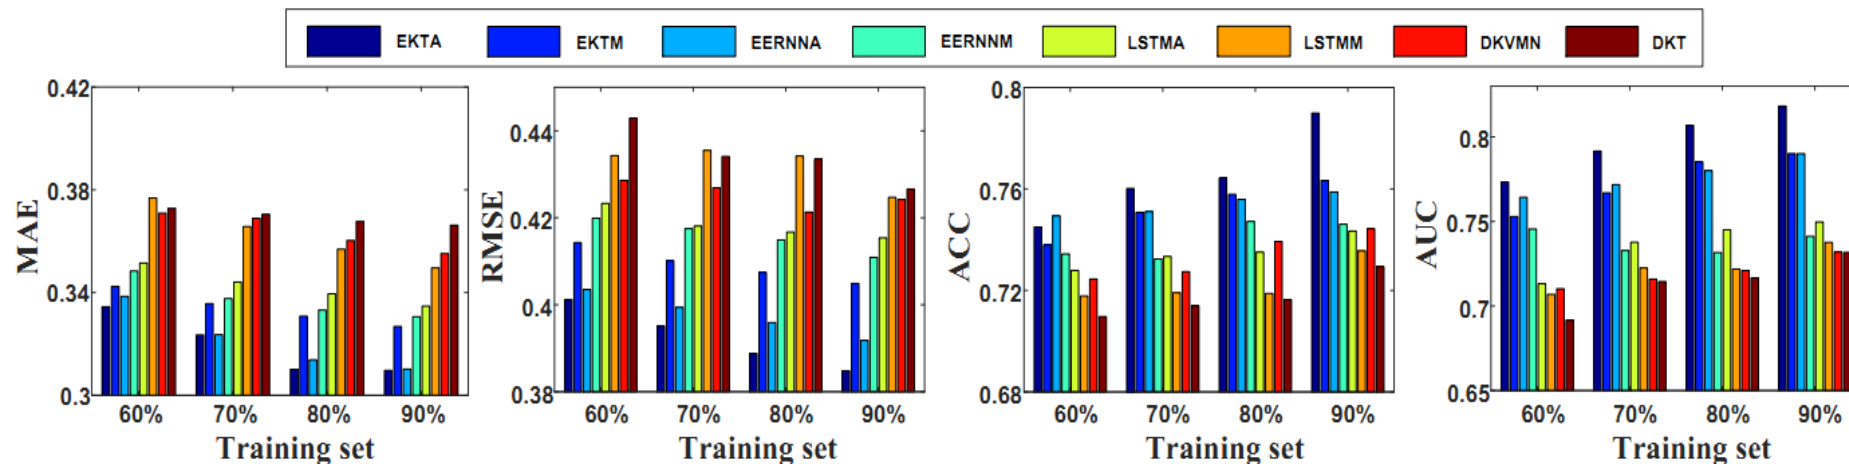 EKTA EKTM EERNNA EERNNM LSTMA LSTMM DKVMN DKT
MAE
0.42
0.38
0.34
0.3
60% 70% 80% 90%
Training set
RMSE
0.44
0.42
0.4
0.38
60% 70% 80% 90%
Training set
ACC
0.8
0.76
0.72
0.68
60% 70% 80% 90%
Training set
AUC
0.8
0.75
0.7
0.65
60% 70% 80% 90%
Training set